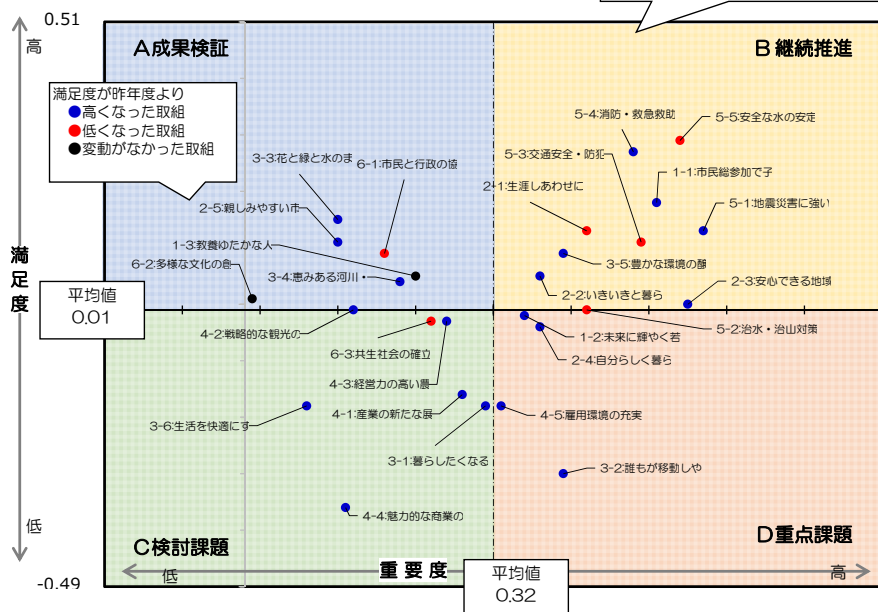 0.51
高
A成果検証
B継続推進
満足度が昨年度より
高くなった取組
低くなった取組
変動がなかった取組
5-4:消防・救急救助
5-5:安全な水の安定
3-3:花と緑と水のま
6-1:市民と行政の協
5-3:交通安全・防犯
1-1:市民総参加で子
2-1:生涯しあわせに
2-5:親しみやすい市
5-1:地震災害に強い
1-3:教養ゆたかな人
6-2:多様な文化の創
3-4:恵みある河川・
3-5:豊かな環境の醸
2-2:いきいきと暮ら
2-3:安心できる地域
満足度
平均値
0.01
4-2:戦略的な観光の
5-2:治水・治山対策
1-2:未来に輝やく若
6-3:共生社会の確立
2-4:自分らしく暮ら
4-3:経営力の高い農
4-1:産業の新たな展
4-5:雇用環境の充実
3-6:生活を快適にす
3-1:暮らしたくなる
3-2:誰もが移動しや
4-4:魅力的な商業の
低
C検討課題
D重点課題
-0.49
低
重要度
平均値
0.32
高